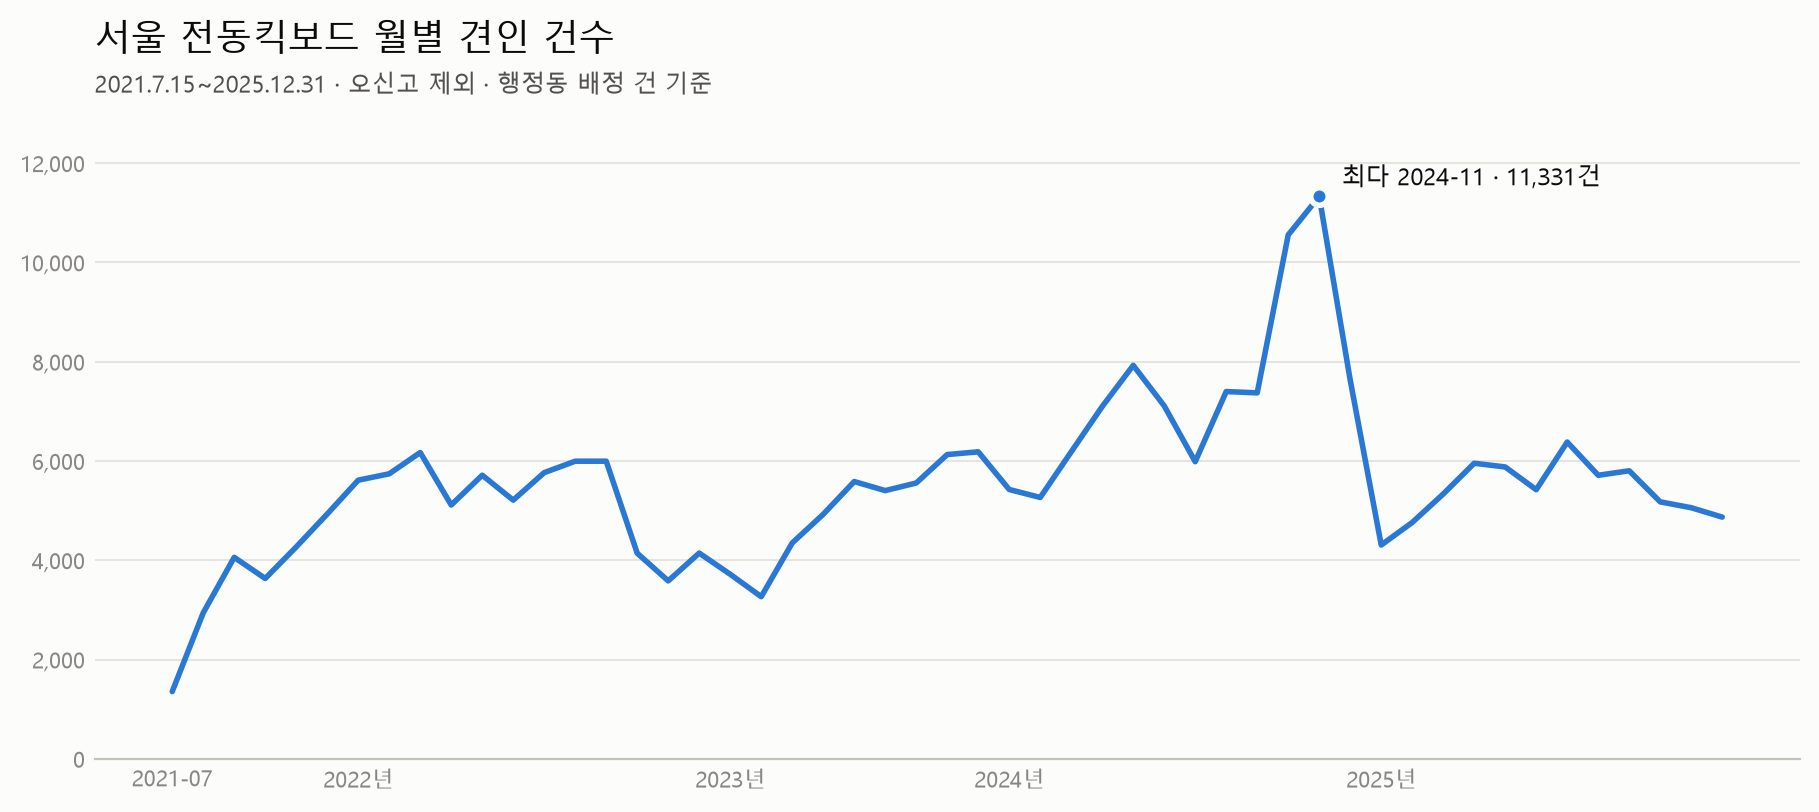 서울 전동킥보드 월별 견인 건수
2021.7.15~2025.12.31 · 오신고 제외 · 행정동 배정 건 기준
12,000
최다 2024-11 · 11,331건
10,000
8,000
6,000
4,000
2,000
0
2021-07 2022년 2023년 2024년 2025년